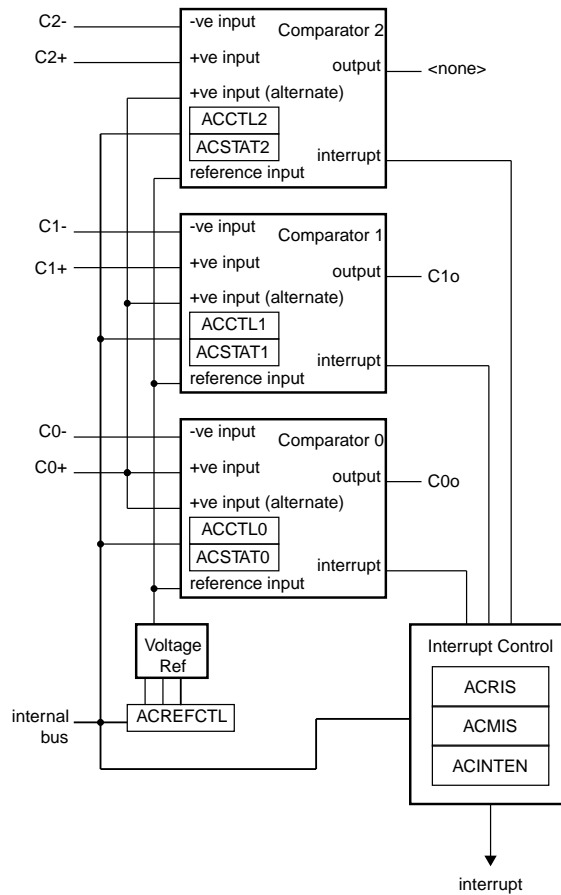 C2-
-ve input
Comparator 2
C2+
+ve input
output
<none>
+ve input (alternate)
ACCTL2
ACSTAT2
interrupt
reference input
C1-
-ve input
Comparator 1
C1+
+ve input
output
C1o
+ve input (alternate)
ACCTL1
ACSTAT1
interrupt
reference input
C0-
-ve input
Comparator 0
C0+
+ve input
output
C0o
+ve input (alternate)
ACCTL0
ACSTAT0
interrupt
reference input
Voltage
Ref
Interrupt Control
ACRIS
internal
bus
ACREFCTL
ACMIS
ACINTEN
interrupt